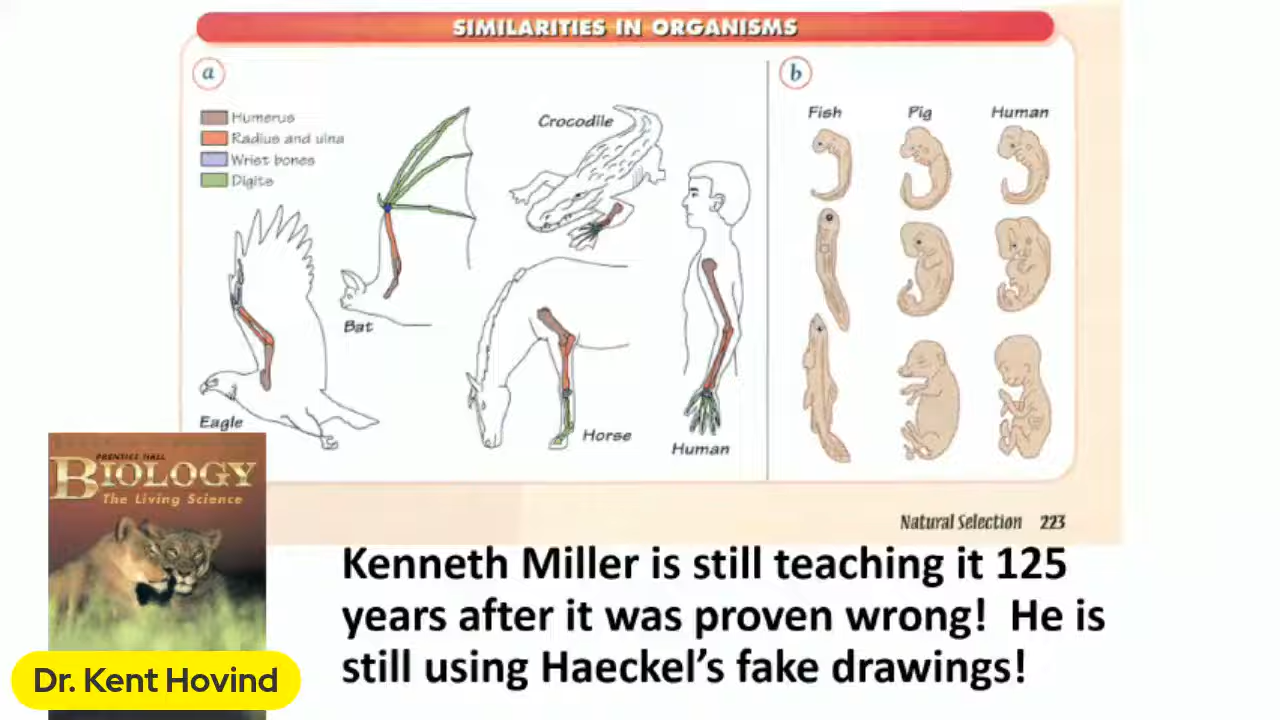 SIMILARITIES IN ORGANISMS
a
Humerus
Radius and ulna
Wrist bones
Digits
Eagle
Bat
Crocodile
Horse
Human
b
Fish Pig Human
Natural Selection 223
PRENTICE HALL
BIOLOGY
The Living Science
Kenneth Miller is still teaching it 125
years after it was proven wrong! He is
still using Haeckel's fake drawings!
Dr. Kent Hovind